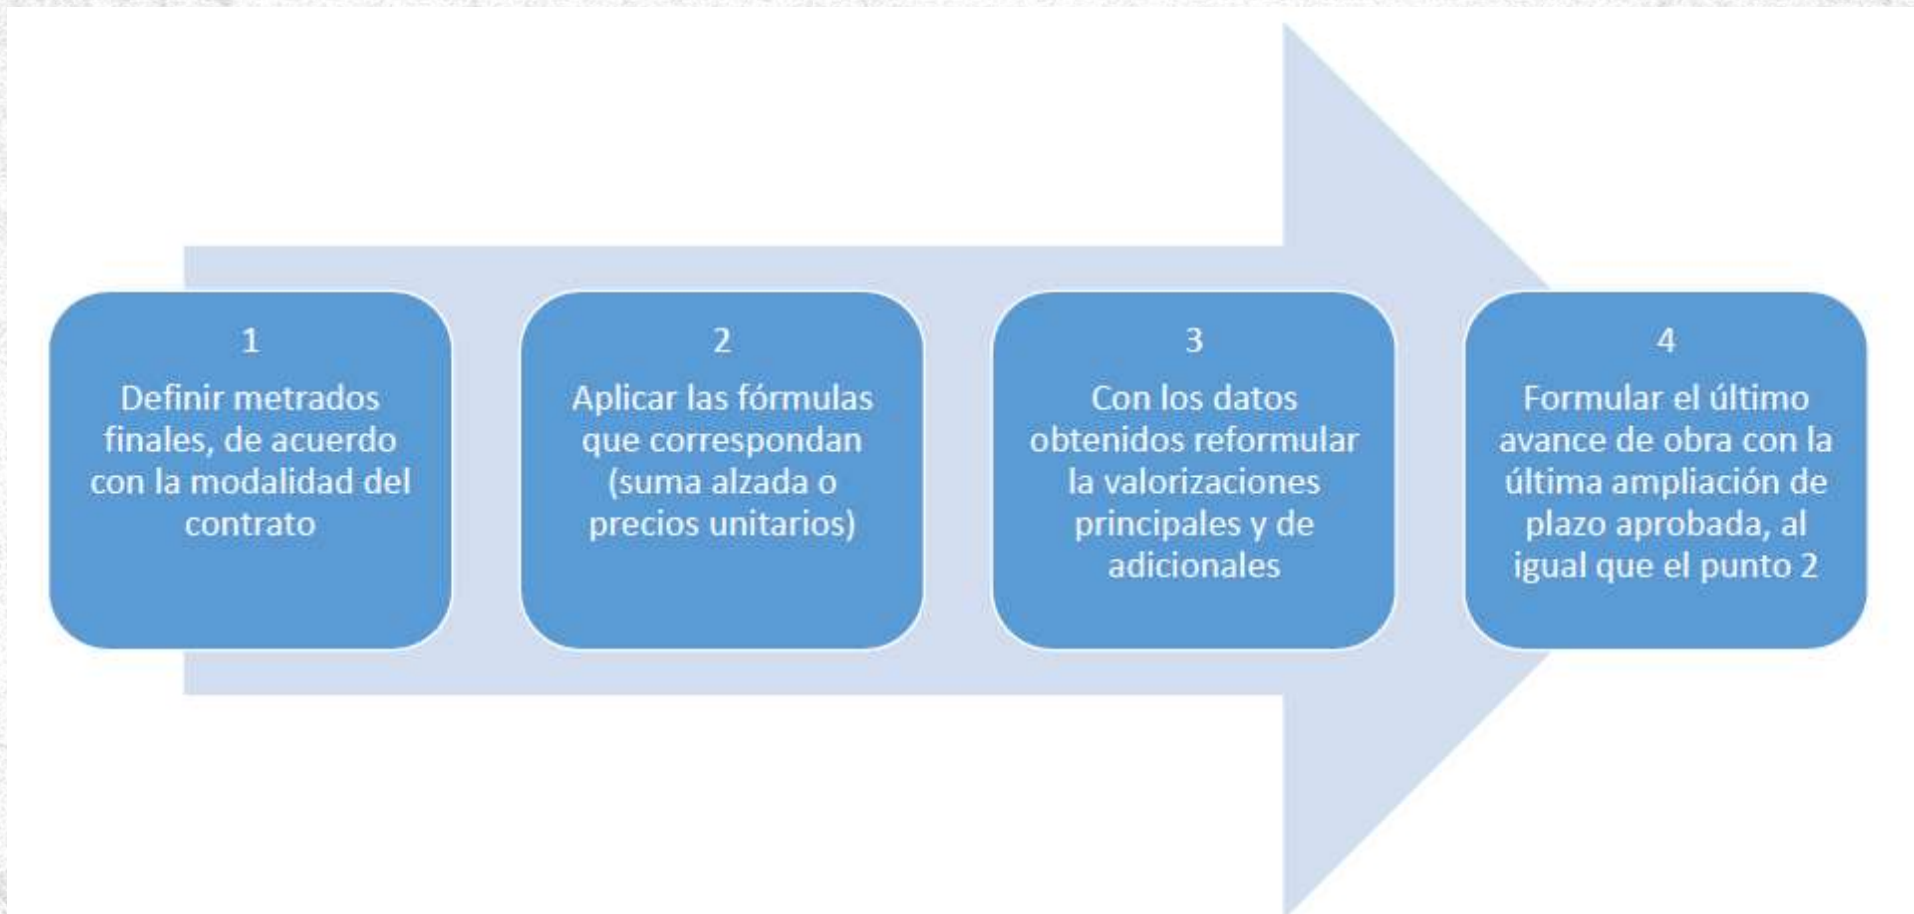 1
Definir metrados
finales, de acuerdo
con la modalidad del
contrato
2
Aplicar las fórmulas
que correspondan
(suma alzada o
precios unitarios)
3
Con los datos
obtenidos reformular
la valorizaciones
principales y de
adicionales
4
Formular el último
avance de obra con la
última ampliación de
plazo aprobada, al
igual que el punto 2